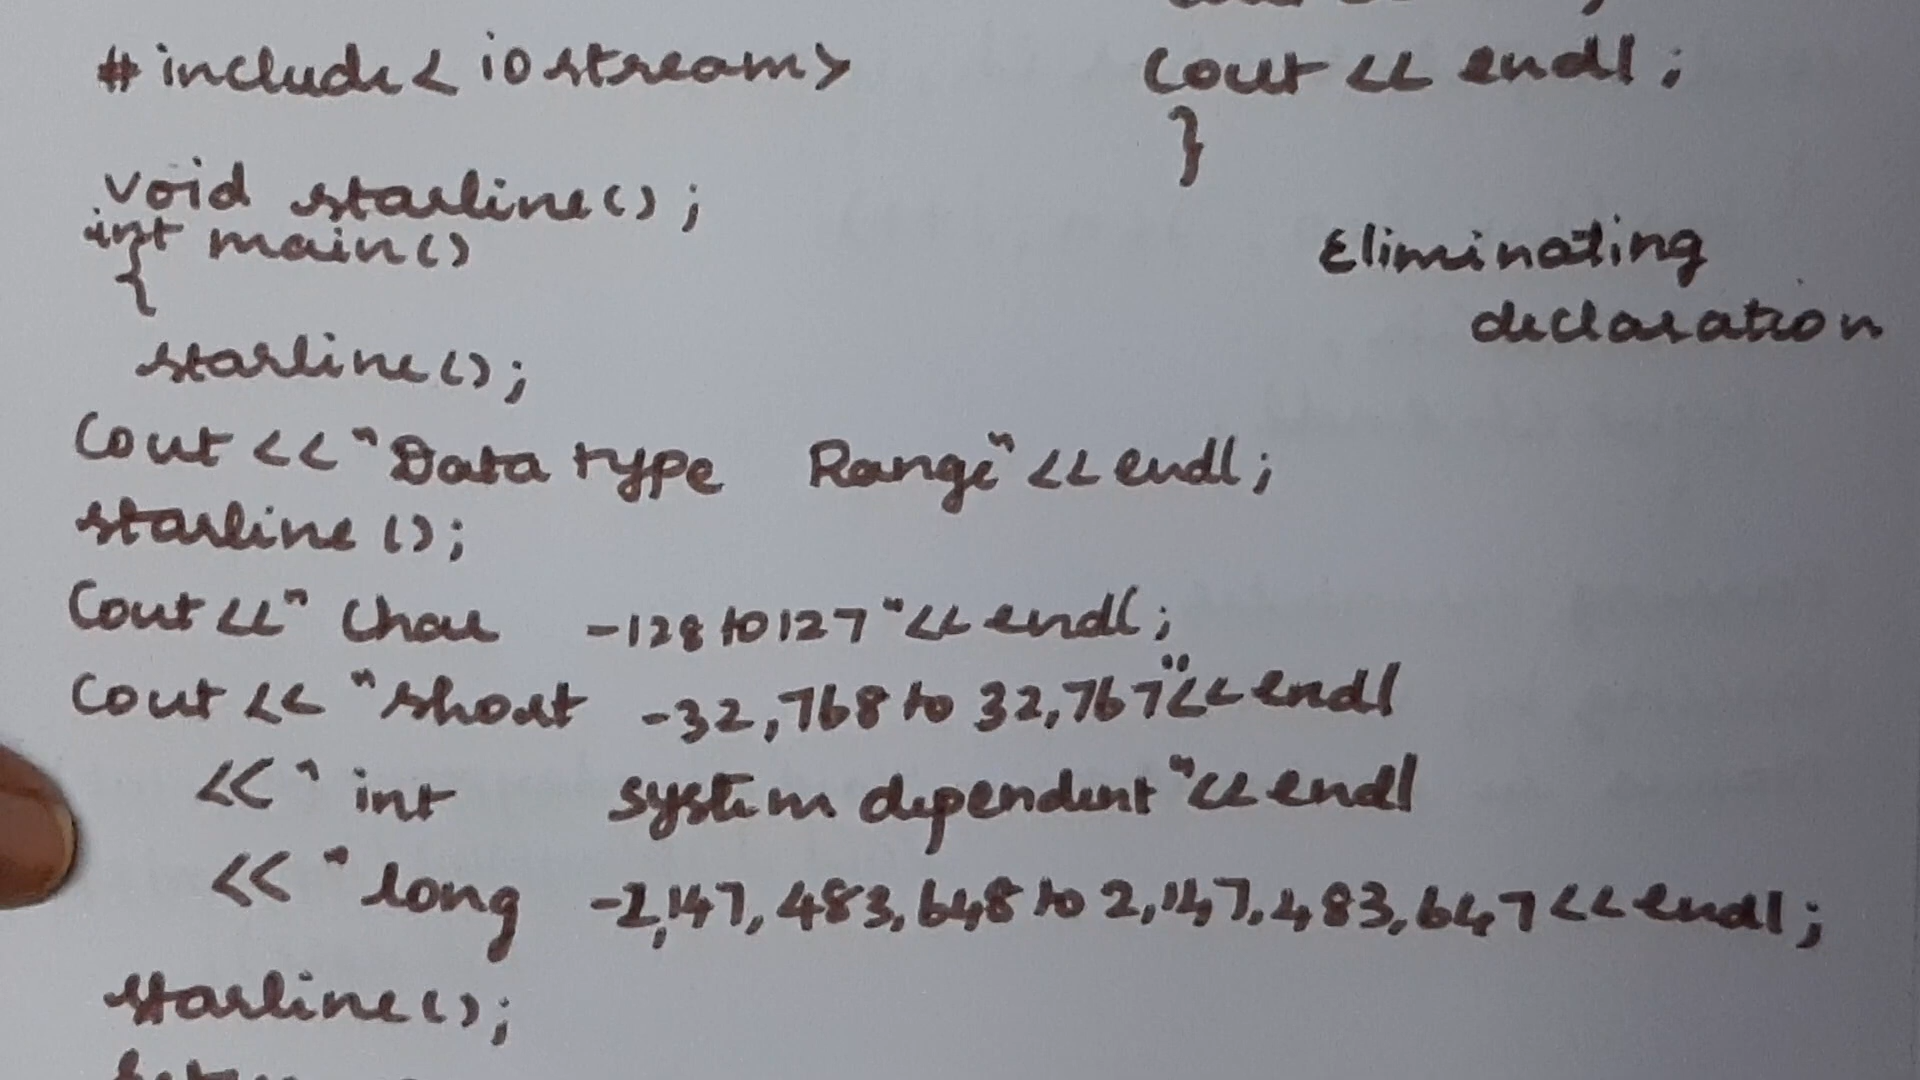 #include< iostream>
void starline();
int main()
{
starline();
Cout << "Data type Range" << endl;
starline ();
Cout << " Char -128 to 127 " << endl;
Cout << "short -32,768 to 32,767" << endl
<< " int system dependent" << endl
<< " long -2,147,483,648 to 2,147,483,647 << endl;
starline();
Cout << endl;
}
Eliminating
declaration